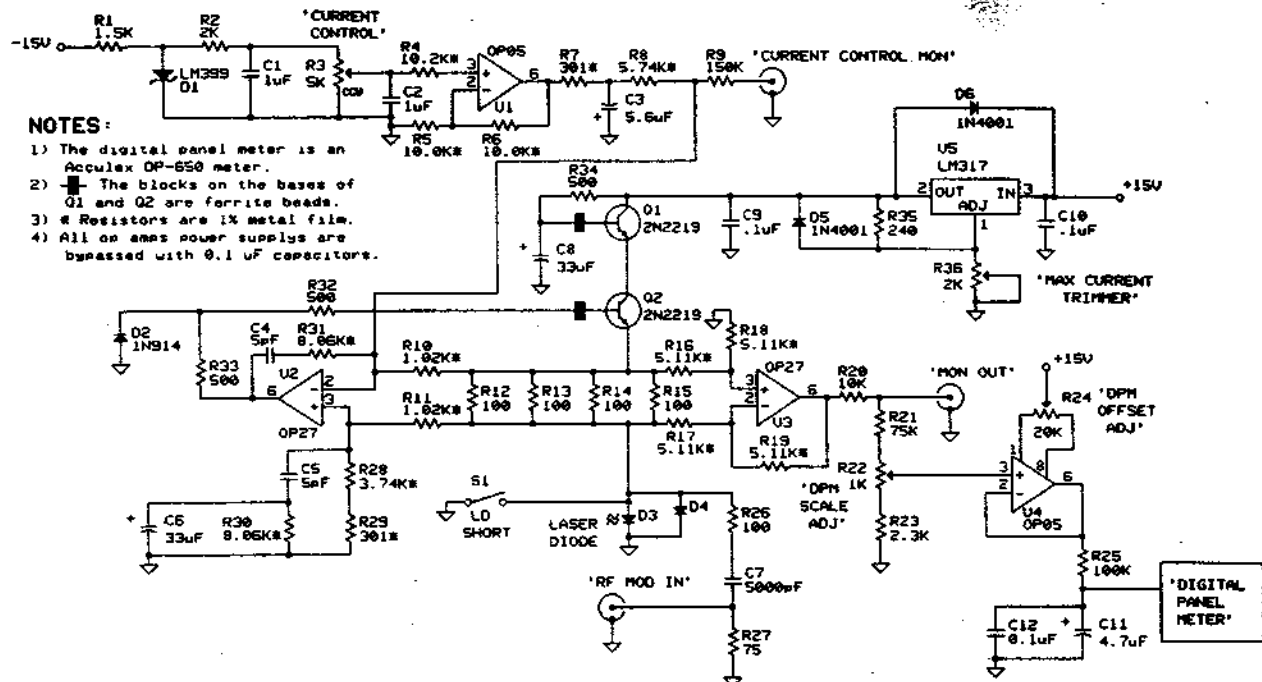 'CURRENT CONTROL'
-15V
R1 1.5K
R2 2K
LM399 D1
C1 1uF
R3 5K
CCW
C2 1uF
R4 10.2K*
3
2
6
OP05
U1
R5 10.0K*
R6 10.0K*
R7 301*
C3 5.6uF
+
R8 5.74K*
R9 150K
'CURRENT CONTROL MON'
NOTES:
1) The digital panel meter is an
Acculex DP-650 meter.
2) The blocks on the bases of
Q1 and Q2 are ferrite beads.
3) * Resistors are 1% metal film.
4) All op amps power supplys are
bypassed with 0.1 uF capacitors.
R34 500
Q1 2N2219
C8 33uF
+
C9 .1uF
D5 1N4001
R35 240
D6 1N4001
U5 LM317
2 OUT
IN 3
ADJ
1
+15V
C10 .1uF
R36 2K
'MAX CURRENT TRIMMER'
R32 500
Q2 2N2219
D2 1N914
R33 500
C4 5pF
R31 8.06K*
U2
6
2
3
OP27
R10 1.02K*
R11 1.02K*
R12 100
R13 100
R14 100
R15 100
R16 5.11K*
R17 5.11K*
R18 5.11K*
R19 5.11K*
OP27
3
2
6
U3
R20 10K
'MON OUT'
R21 75K
R22 1K
'DPM SCALE ADJ'
R23 2.3K
+15V
R24 20K
'DPM OFFSET ADJ'
1
8
3
2
6
U4 OP05
R25 100K
'DIGITAL PANEL METER'
C12 0.1uF
+
C11 4.7uF
C5 5pF
R28 3.74K*
R29 301*
R30 8.06K*
C6 33uF
+
S1
LD SHORT
LASER DIODE
D3
D4
R26 100
C7 5000pF
'RF MOD IN'
R27 75